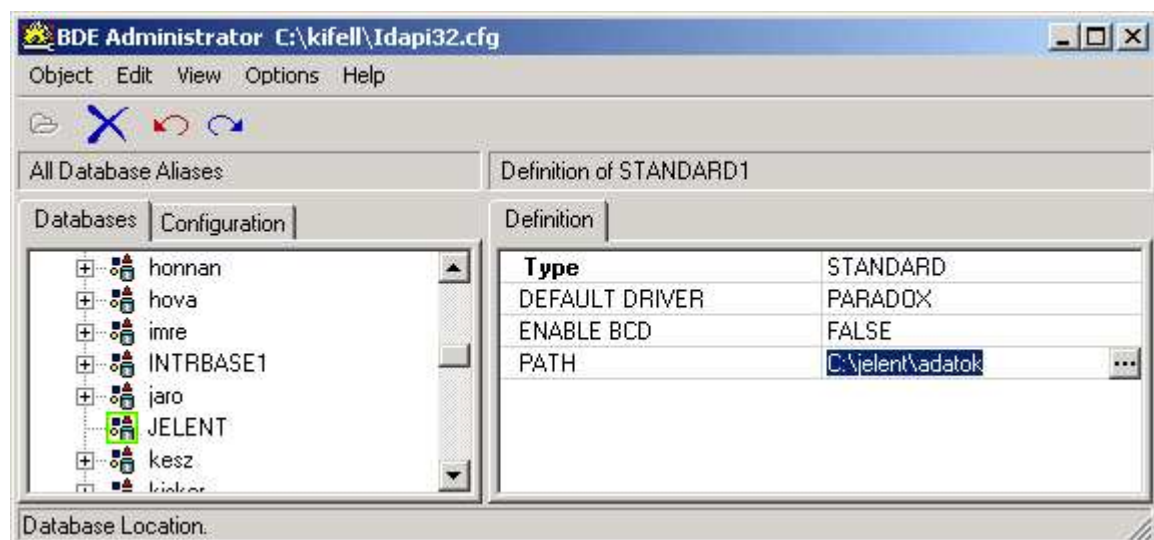 BDE Administrator C:\kifell\Idapi32.cfg
Object Edit View Options Help
All Database Aliases
Definition of STANDARD1
Databases Configuration
Definition
honnan
hova
imre
INTRBASE1
jaro
JELENT
kesz
Type STANDARD
DEFAULT DRIVER PARADOX
ENABLE BCD FALSE
PATH C:\jelent\adatok ...
Database Location.